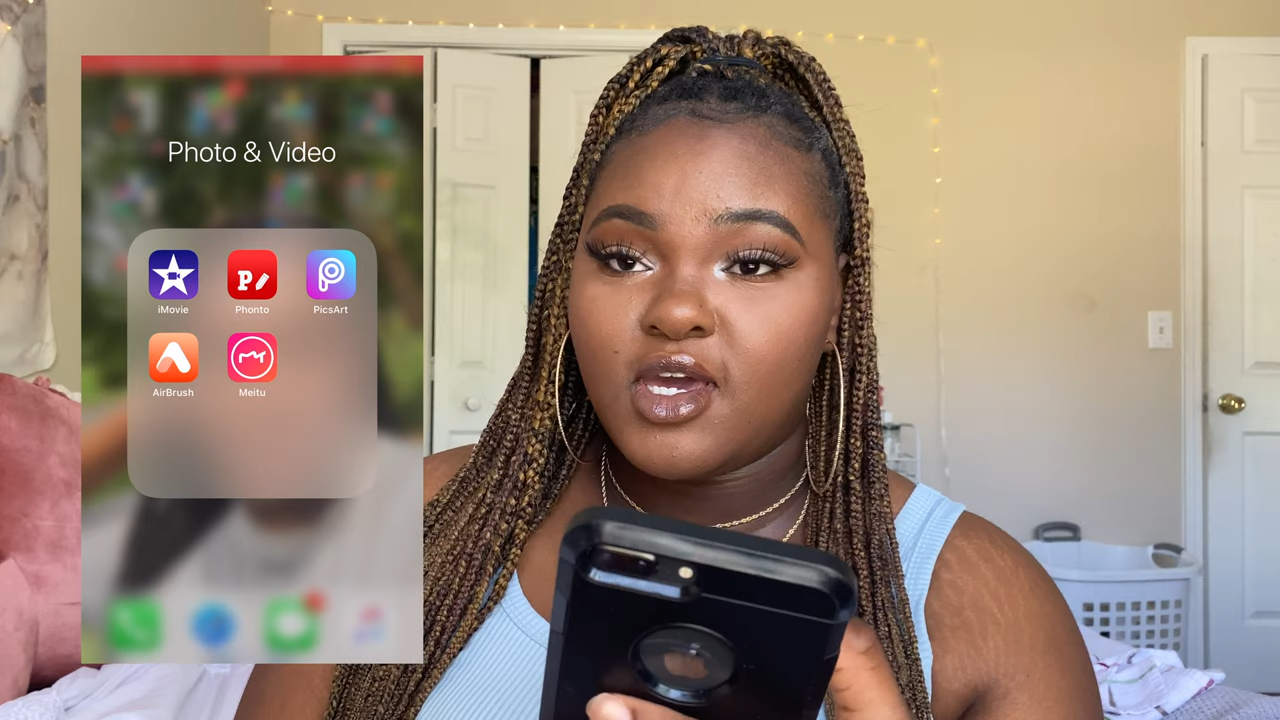 Photo & Video
iMovie
Phonto
PicsArt
AirBrush
Meitu